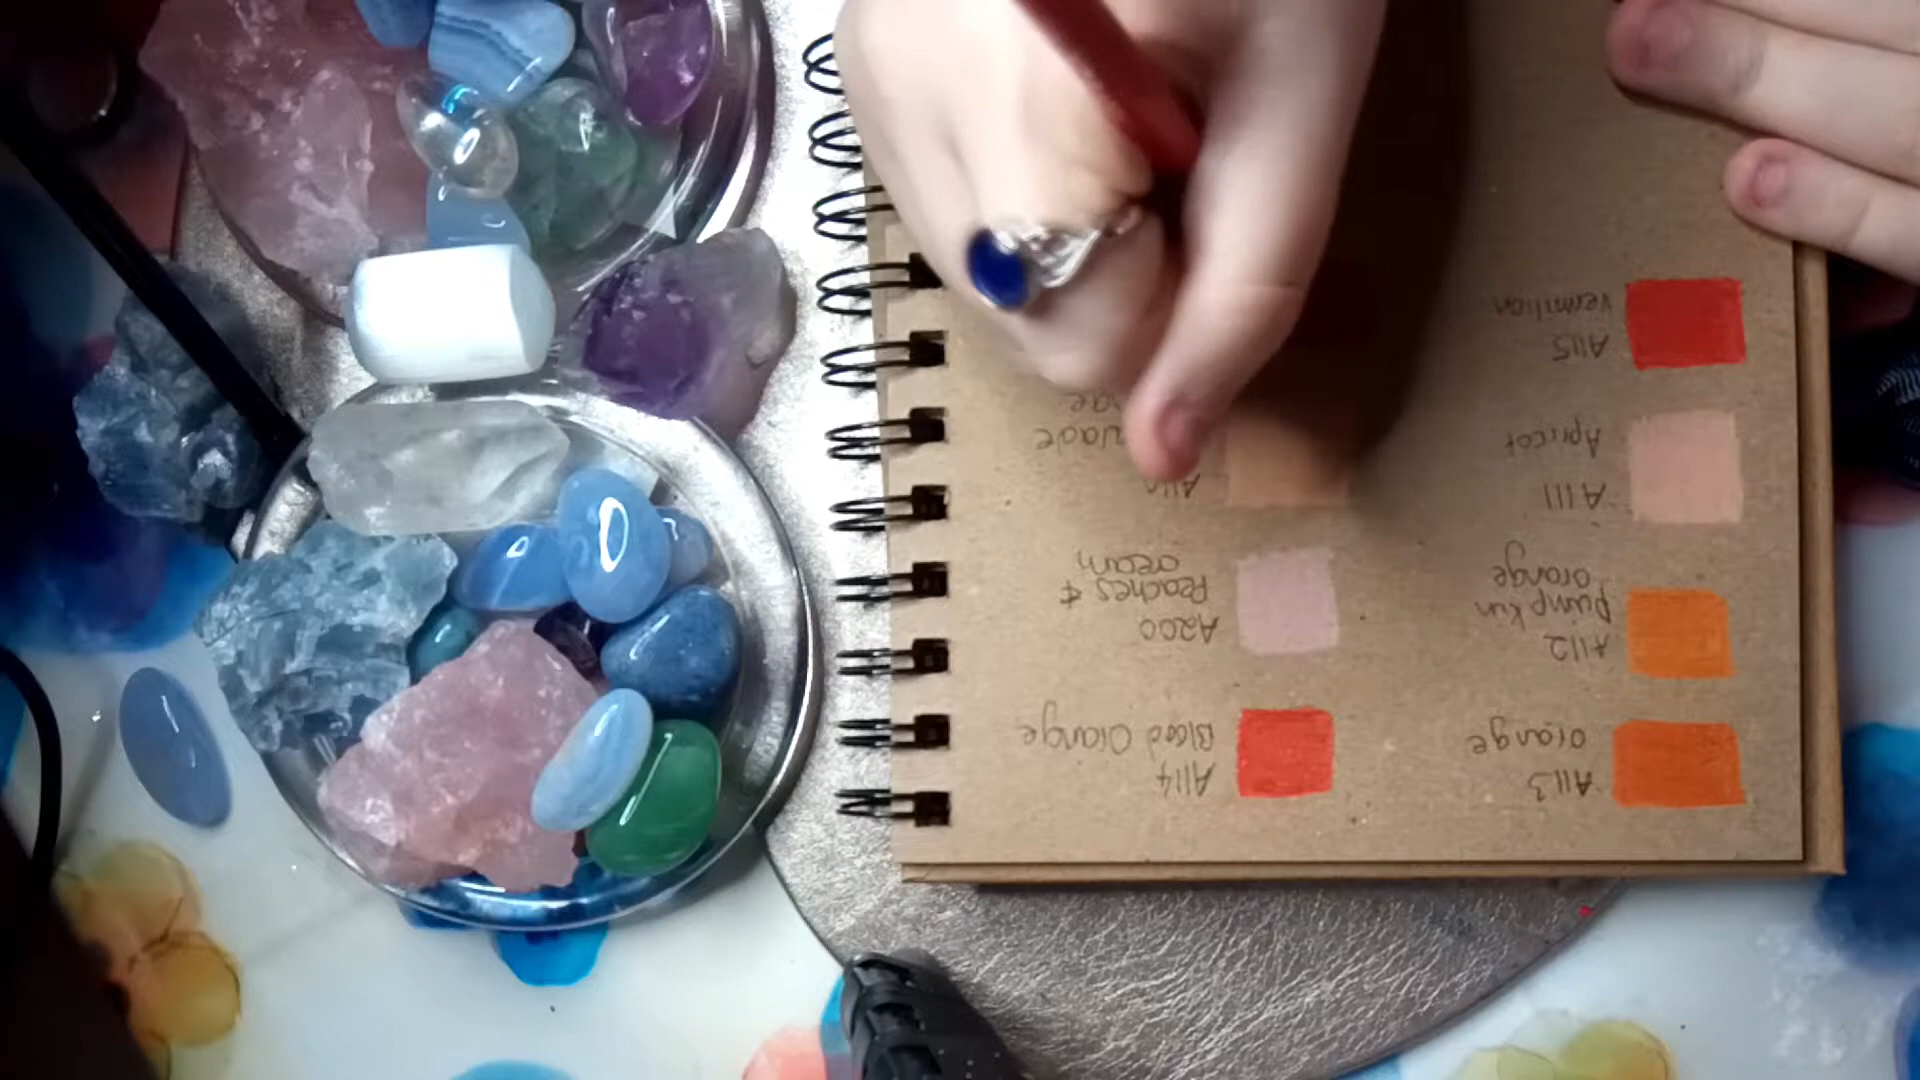 A113
Orange
A114
Blood Orange
A112
Pumpkin
orange
A200
Peaches &
cream
A111
Apricot
A115
Vermilion